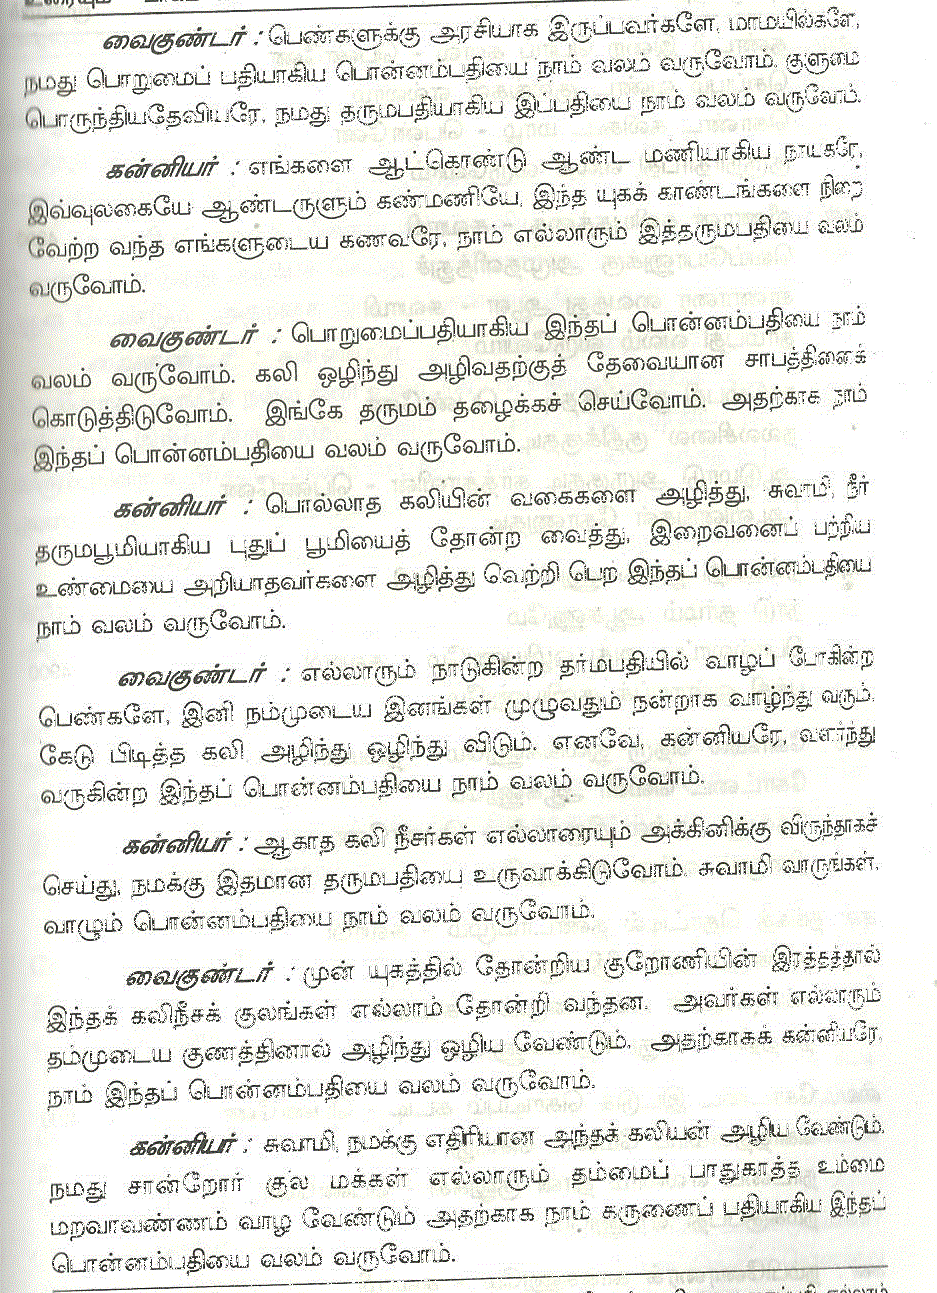 வைகுண்டர் : பெண்களுக்கு அரசியாக இருப்பவர்களே, மாமயில்களே,
நமது பொறுமைப் பதியாகிய பொன்னம்பதியை நாம் வலம் வருவோம். குளுமை
பொருந்தியதேவியரே, நமது தருமபதியாகிய இப்பதியை நாம் வலம் வருவோம்.
கன்னியர் : எங்களை ஆட்கொண்டு ஆண்ட மணியாகிய நாயகரே,
இவ்வுலகையே ஆண்டருளும் கண்மணியே, இந்த யுகக் காண்டங்களை நிறை
வேற்ற வந்த எங்களுடைய கணவரே, நாம் எல்லாரும் இத்தருமபதியை வலம்
வருவோம்.
வைகுண்டர் : பொறுமைப்பதியாகிய இந்தப் பொன்னம்பதியை நாம்
வலம் வருவோம். கலி ஒழிந்து அழிவதற்குத் தேவையான சாபத்தினைக்
கொடுத்திடுவோம். இங்கே தருமம் தழைக்கச் செய்வோம். அதற்காக நாம்
இந்தப் பொன்னம்பதியை வலம் வருவோம்.
கன்னியர் : பொல்லாத கலியின் வகைகளை அழித்து, சுவாமி, நீர்
தருமபூமியாகிய புதுப் பூமியைத் தோன்ற வைத்து, இறைவனைப் பற்றிய
உண்மையை அறியாதவர்களை அழித்து வெற்றி பெற இந்தப் பொன்னம்பதியை
நாம் வலம் வருவோம்.
வைகுண்டர் : எல்லாரும் நாடுகின்ற தர்மபதியில் வாழப் போகின்ற
பெண்களே, இனி நம்முடைய இனங்கள் முழுவதும் நன்றாக வாழ்ந்து வரும்.
கேடு பிடித்த கலி அழிந்து ஒழிந்து விடும். எனவே, கன்னியரே, வளர்ந்து
வருகின்ற இந்தப் பொன்னம்பதியை நாம் வலம் வருவோம்.
கன்னியர் : ஆகாத கலி நீசர்கள் எல்லாரையும் அக்கினிக்கு விருந்தாகச்
செய்து, நமக்கு இதமான தருமபதியை உருவாக்கிடுவோம். சுவாமி வாருங்கள்,
வாழும் பொன்னம்பதியை நாம் வலம் வருவோம்.
வைகுண்டர் : முன் யுகத்தில் தோன்றிய குறோணியின் இரத்தத்தால்
இந்தக் கலிநீசக் குலங்கள் எல்லாம் தோன்றி வந்தன. அவர்கள் எல்லாரும்
தம்முடைய குணத்தினால் அழிந்து ஒழிய வேண்டும். அதற்காகக் கன்னியரே,
நாம் இந்தப் பொன்னம்பதியை வலம் வருவோம்.
கன்னியர் : சுவாமி, நமக்கு எதிரியான அந்தக் கலியன் அழிய வேண்டும்.
நமது சான்றோர் குல மக்கள் எல்லாரும் தம்மைப் பாதுகாத்த உம்மை
மறவாவண்ணம் வாழ வேண்டும் அதற்காக நாம் கருணைப் பதியாகிய இந்தப்
பொன்னம்பதியை வலம் வருவோம்.